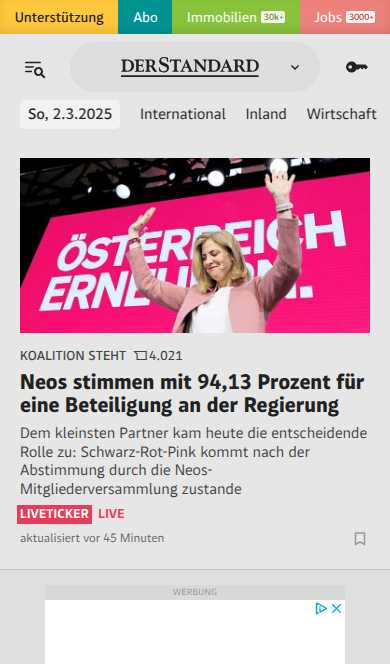 Unterstützung Abo Immobilien 30k+ Jobs 3000+
DERSTANDARD
So, 2.3.2025 International Inland Wirtschaft
ÖSTERREICH
ERNEUERN.
KOALITION STEHT 4.021
Neos stimmen mit 94,13 Prozent für
eine Beteiligung an der Regierung
Dem kleinsten Partner kam heute die entscheidende
Rolle zu: Schwarz-Rot-Pink kommt nach der
Abstimmung durch die Neos-
Mitgliederversammlung zustande
LIVETICKER LIVE
aktualisiert vor 45 Minuten
WERBUNG